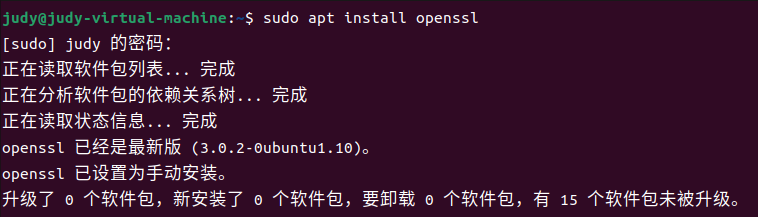 judy@judy-virtual-machine:~$ sudo apt install openssl
[sudo] judy 的密码：
正在读取软件包列表... 完成
正在分析软件包的依赖关系树... 完成
正在读取状态信息... 完成
openssl 已经是最新版 (3.0.2-0ubuntu1.10)。
openssl 已设置为手动安装。
升级了 0 个软件包，新安装了 0 个软件包，要卸载 0 个软件包，有 15 个软件包未被升级。